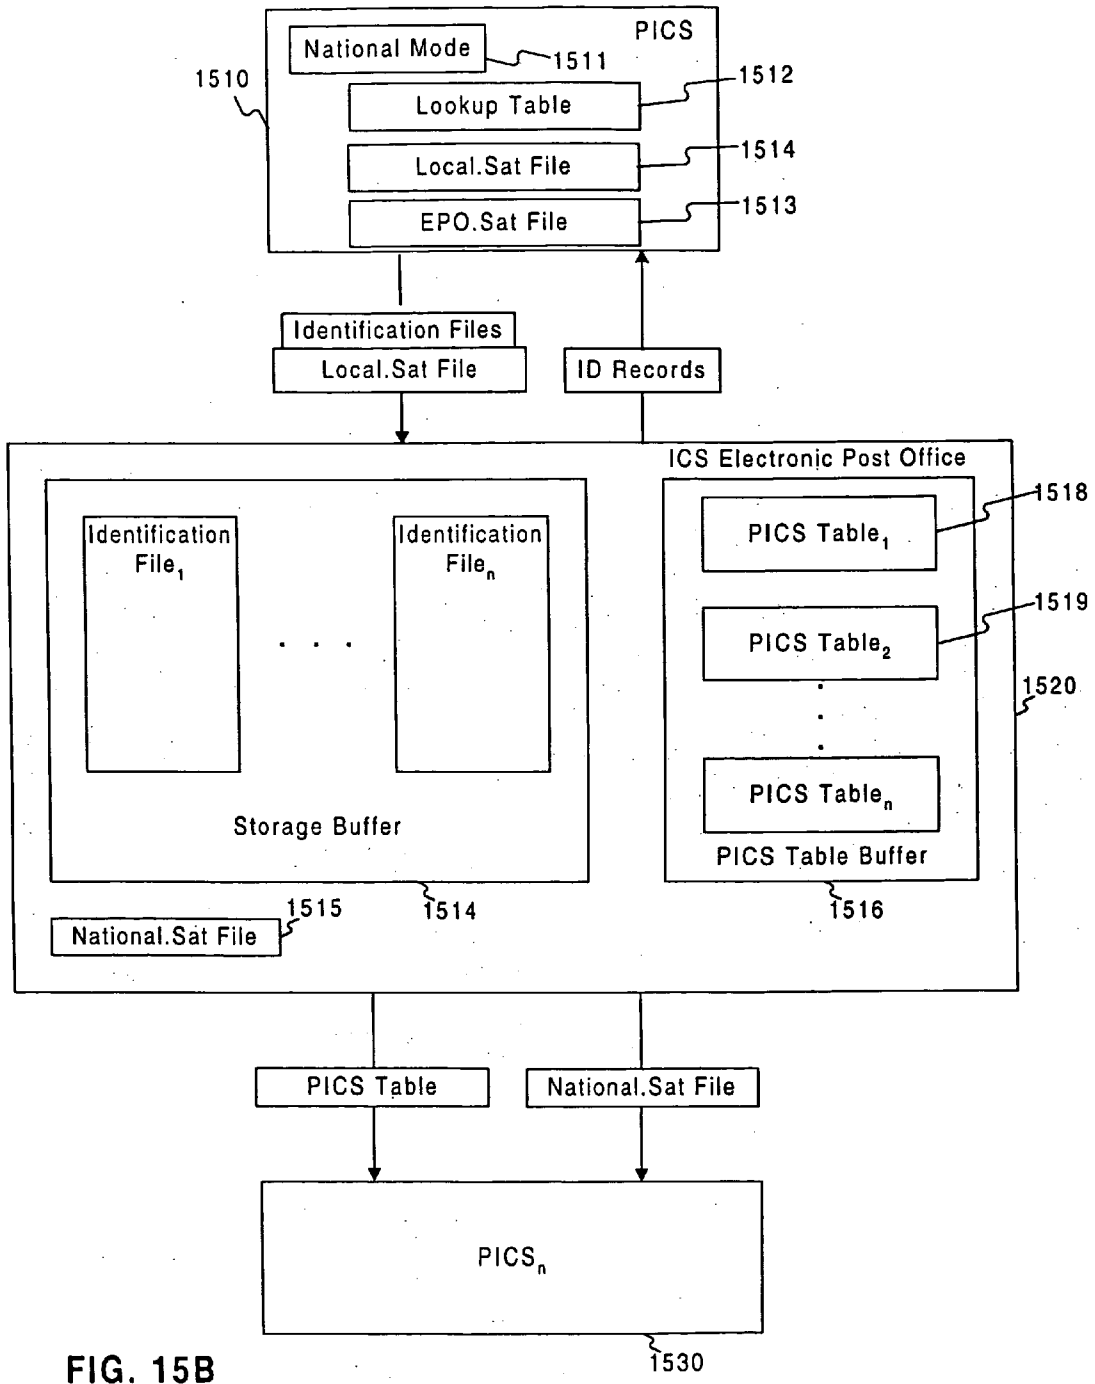 PICS
National Mode
1511
1510
1512
Lookup Table
1514
Local.Sat File
1513
EPO.Sat File
Identification Files
Local.Sat File
ID Records
ICS Electronic Post Office
1518
Identification
File1
Identification
Filen
PICS Table1
1519
PICS Table2
. . .
1520
PICS Tablen
Storage Buffer
PICS Table Buffer
1515
1514
1516
National.Sat File
PICS Table
National.Sat File
PICSn
1530
FIG. 15B